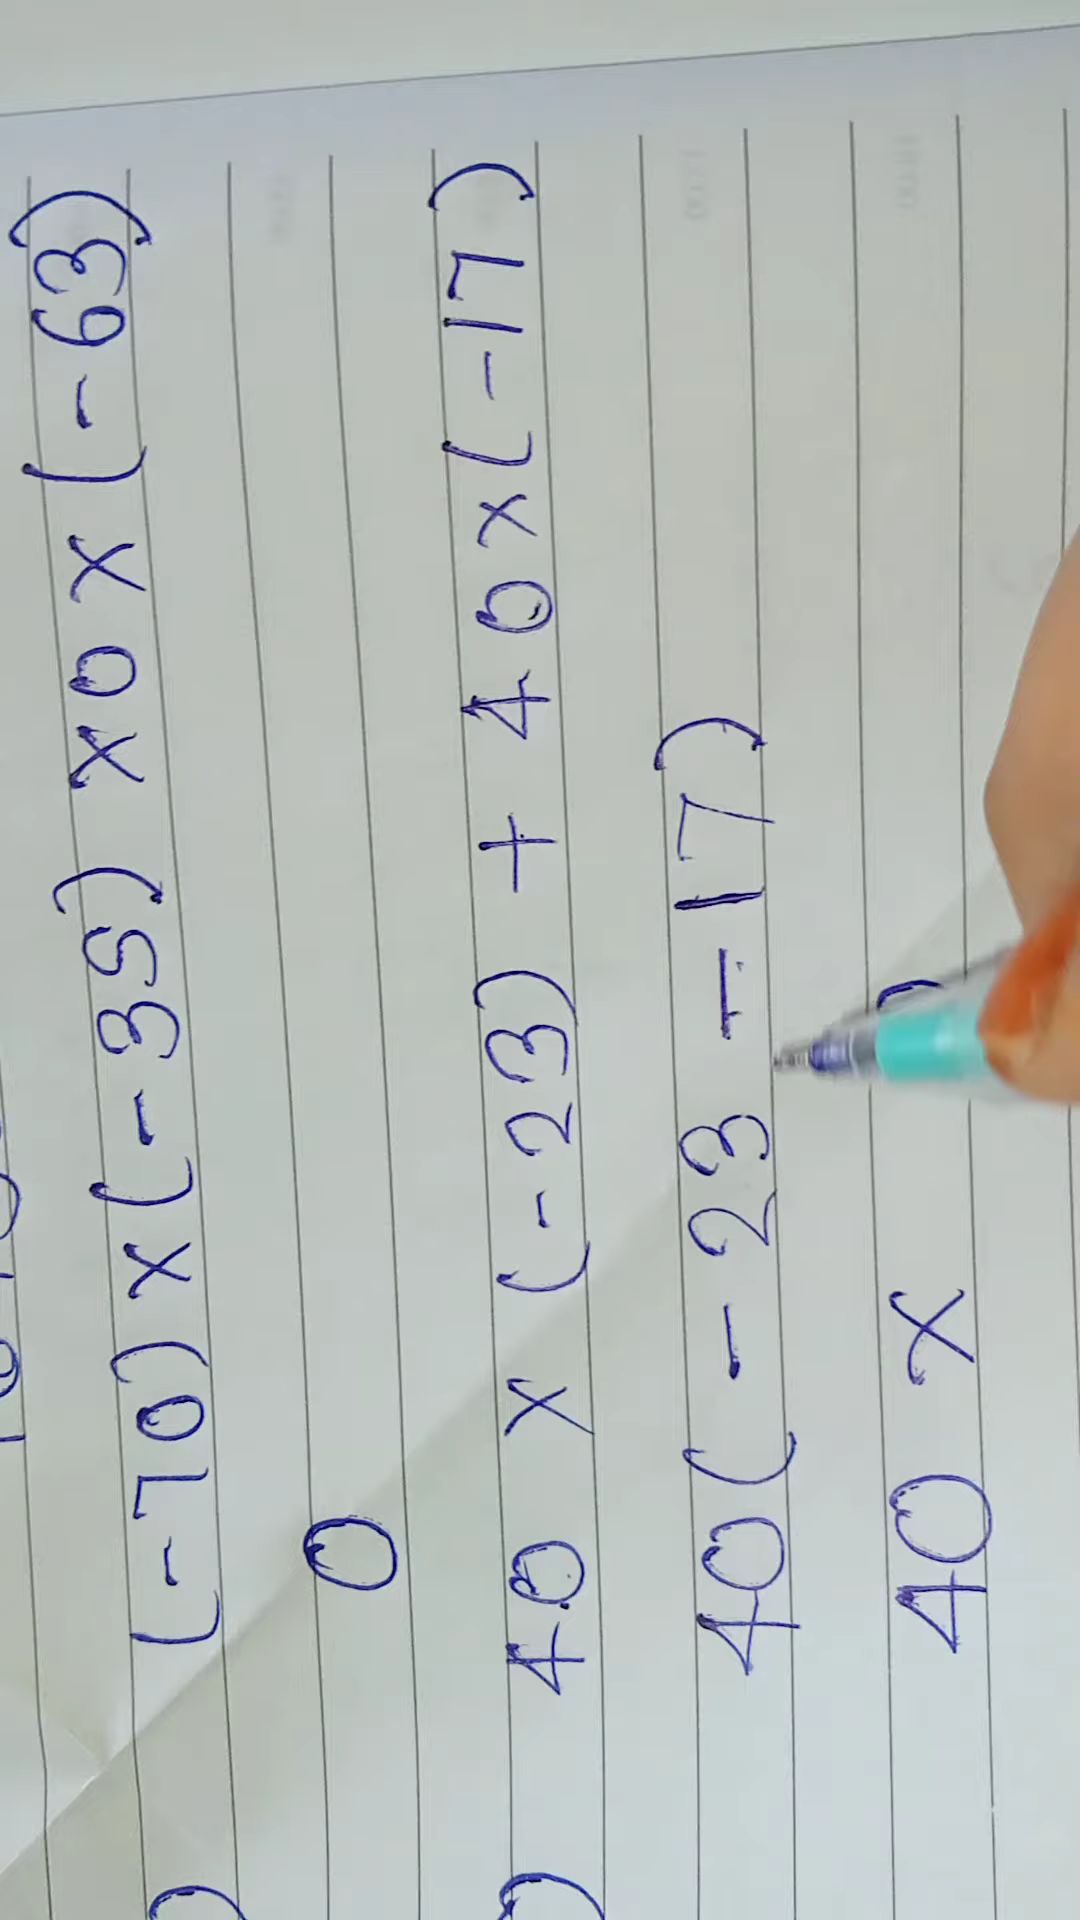 (-70) x (-35) x 0 x (-63)
0
40 x (-23) + 40 x (-17)
40 (-23 - 17)
40 x